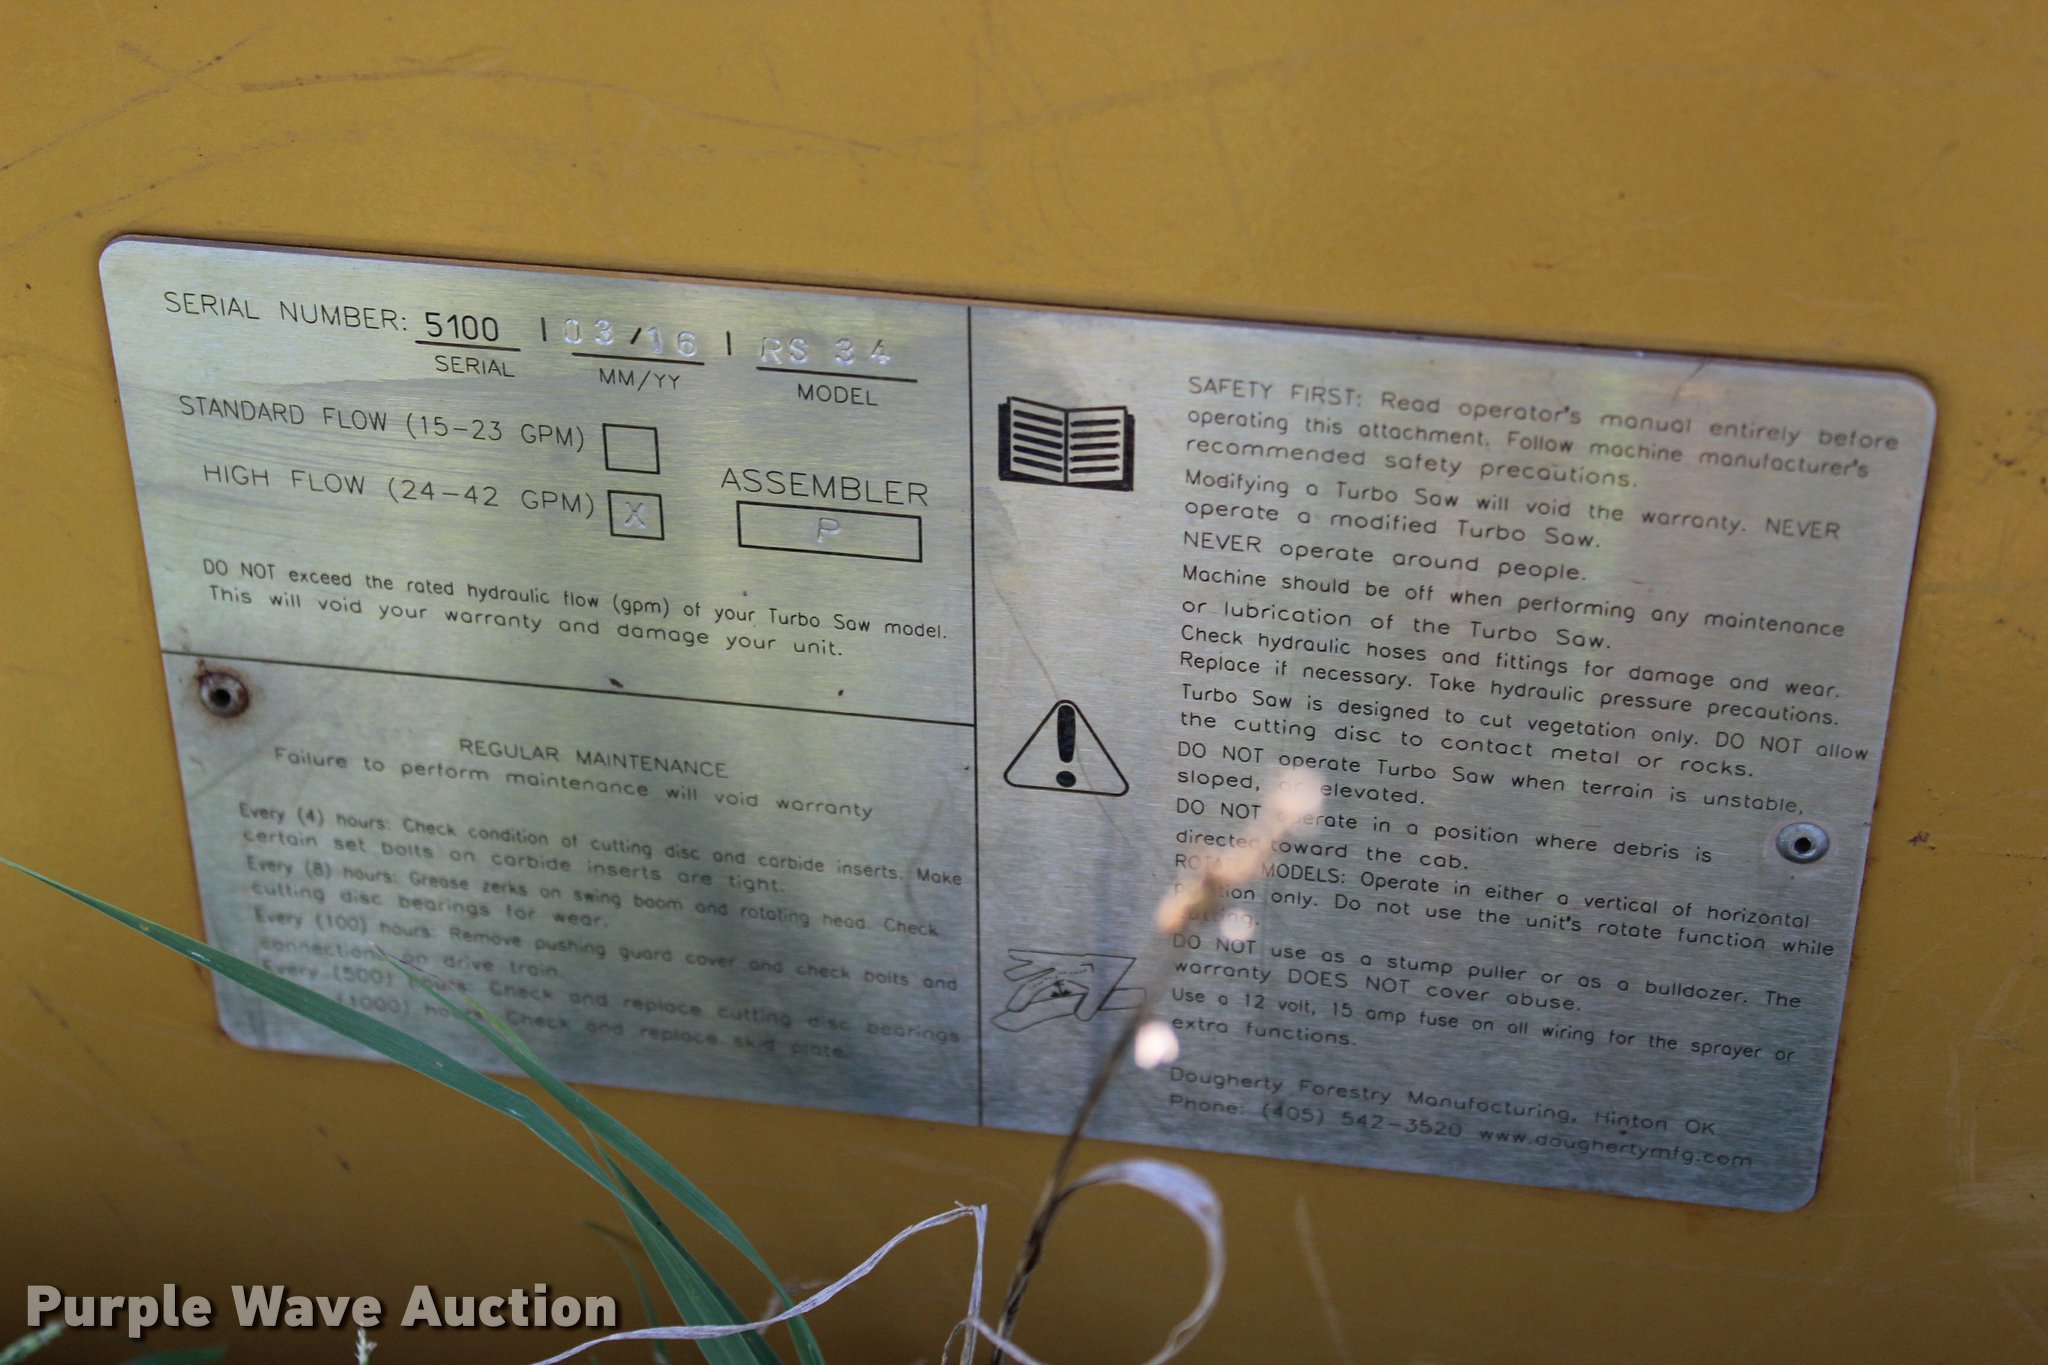 SERIAL NUMBER: 5100 | 03/16 | RS 34
SERIAL MM/YY MODEL
STANDARD FLOW (15-23 GPM)
HIGH FLOW (24-42 GPM) X
ASSEMBLER
P
DO NOT exceed the rated hydraulic flow (gpm) of your Turbo Saw model.
This will void your warranty and damage your unit.
REGULAR MAINTENANCE
Failure to perform maintenance will void warranty
Every (4) hours: Check condition of cutting disc and carbide inserts. Make
certain set bolts on carbide inserts are tight.
Every (8) hours: Grease zerks on swing boom and rotating head. Check
cutting disc bearings for wear.
Every (100) hours: Remove pushing guard cover and check bolts and
connections on drive train.
Every (500) hours: Check and replace cutting disc bearings.
(1000) hours: Check and replace skid plate.
SAFETY FIRST: Read operator's manual entirely before
operating this attachment. Follow machine manufacturer's
recommended safety precautions.
Modifying a Turbo Saw will void the warranty. NEVER
operate a modified Turbo Saw.
NEVER operate around people.
Machine should be off when performing any maintenance
or lubrication of the Turbo Saw.
Check hydraulic hoses and fittings for damage and wear.
Replace if necessary. Take hydraulic pressure precautions.
Turbo Saw is designed to cut vegetation only. DO NOT allow
the cutting disc to contact metal or rocks.
DO NOT operate Turbo Saw when terrain is unstable,
sloped, or elevated.
DO NOT operate in a position where debris is
directed toward the cab.
ROTATE MODELS: Operate in either a vertical of horizontal
position only. Do not use the unit's rotate function while
cutting.
DO NOT use as a stump puller or as a bulldozer. The
warranty DOES NOT cover abuse.
Use a 12 volt, 15 amp fuse on all wiring for the sprayer or
extra functions.
Dougherty Forestry Manufacturing, Hinton OK
Phone: (405) 542-3520 www.doughertymfg.com
Purple Wave Auction